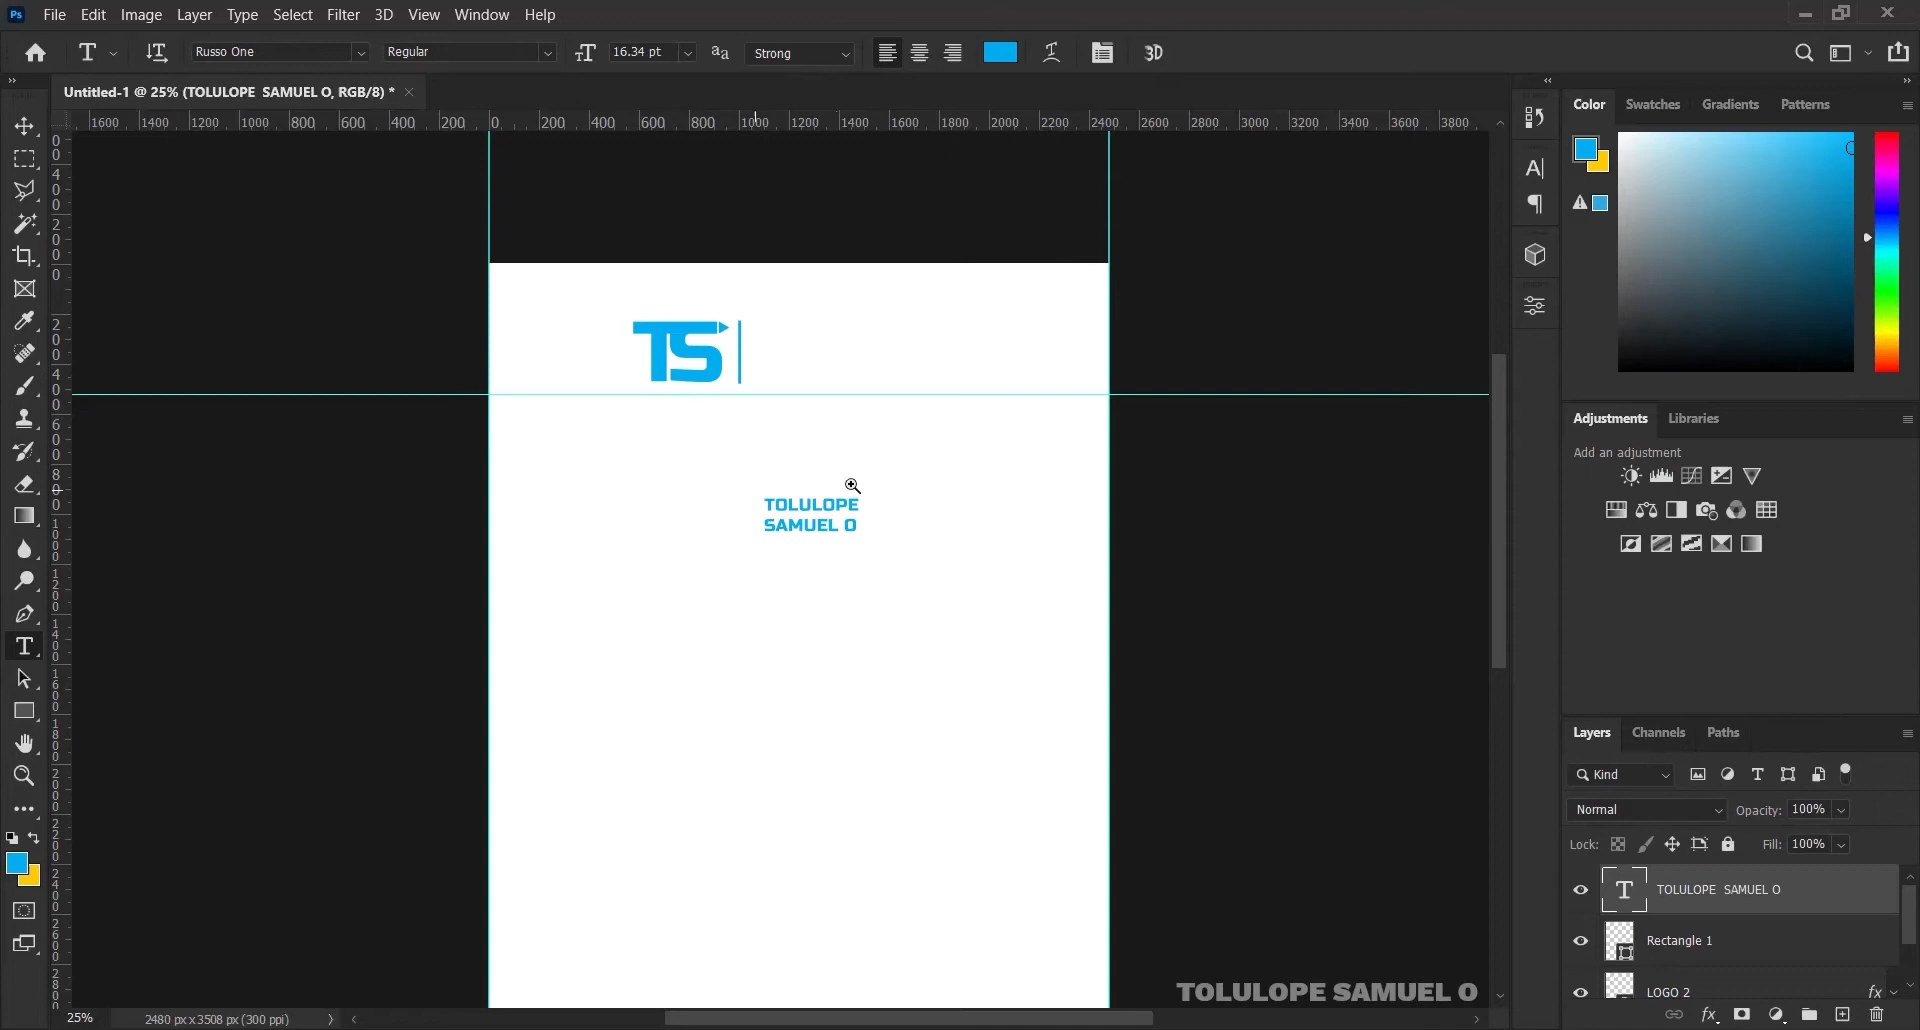 Ps File Edit Image Layer Type Select Filter 3D View Window Help
T Russo One Regular 16.34 pt aa Strong 3D
Untitled-1 @ 25% (TOLULOPE SAMUEL O, RGB/8) * ×
1600 1400 1200 1000 800 600 400 200 0 200 400 600 800 1000 1200 1400 1600 1800 2000 2200 2400 2600 2800 3000 3200 3400 3600 3800
Color Swatches Gradients Patterns
TS
Adjustments Libraries
Add an adjustment
TOLULOPE
SAMUEL O
Layers Channels Paths
Kind
Normal Opacity: 100%
Lock: Fill: 100%
T TOLULOPE SAMUEL O
Rectangle 1
LOGO 2 fx
TOLULOPE SAMUEL O
25% 2480 px x 3508 px (300 ppi)
fx